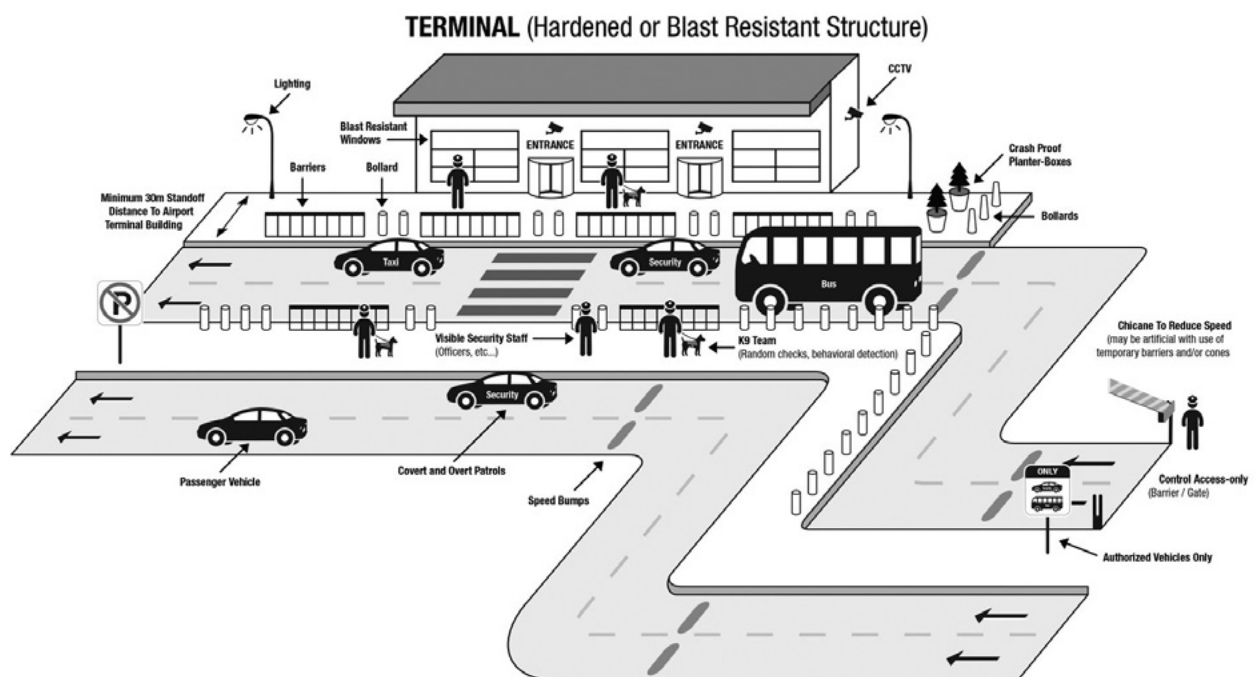 TERMINAL (Hardened or Blast Resistant Structure)
Lighting
CCTV
Blast Resistant
Windows
ENTRANCE
ENTRANCE
Crash Proof
Planter-Boxes
Barriers
Bollard
Minimum 30m Standoff
Distance To Airport
Terminal Building
Bollards
Taxi
Security
Bus
P
Visible Security Staff
(Officers, etc...)
K9 Team
(Random checks, behavioral detection)
Chicane To Reduce Speed
(may be artificial with use of
temporary barriers and/or cones
Security
Passenger Vehicle
Covert and Overt Patrols
Speed Bumps
ONLY
Control Access-only
(Barrier / Gate)
Authorized Vehicles Only